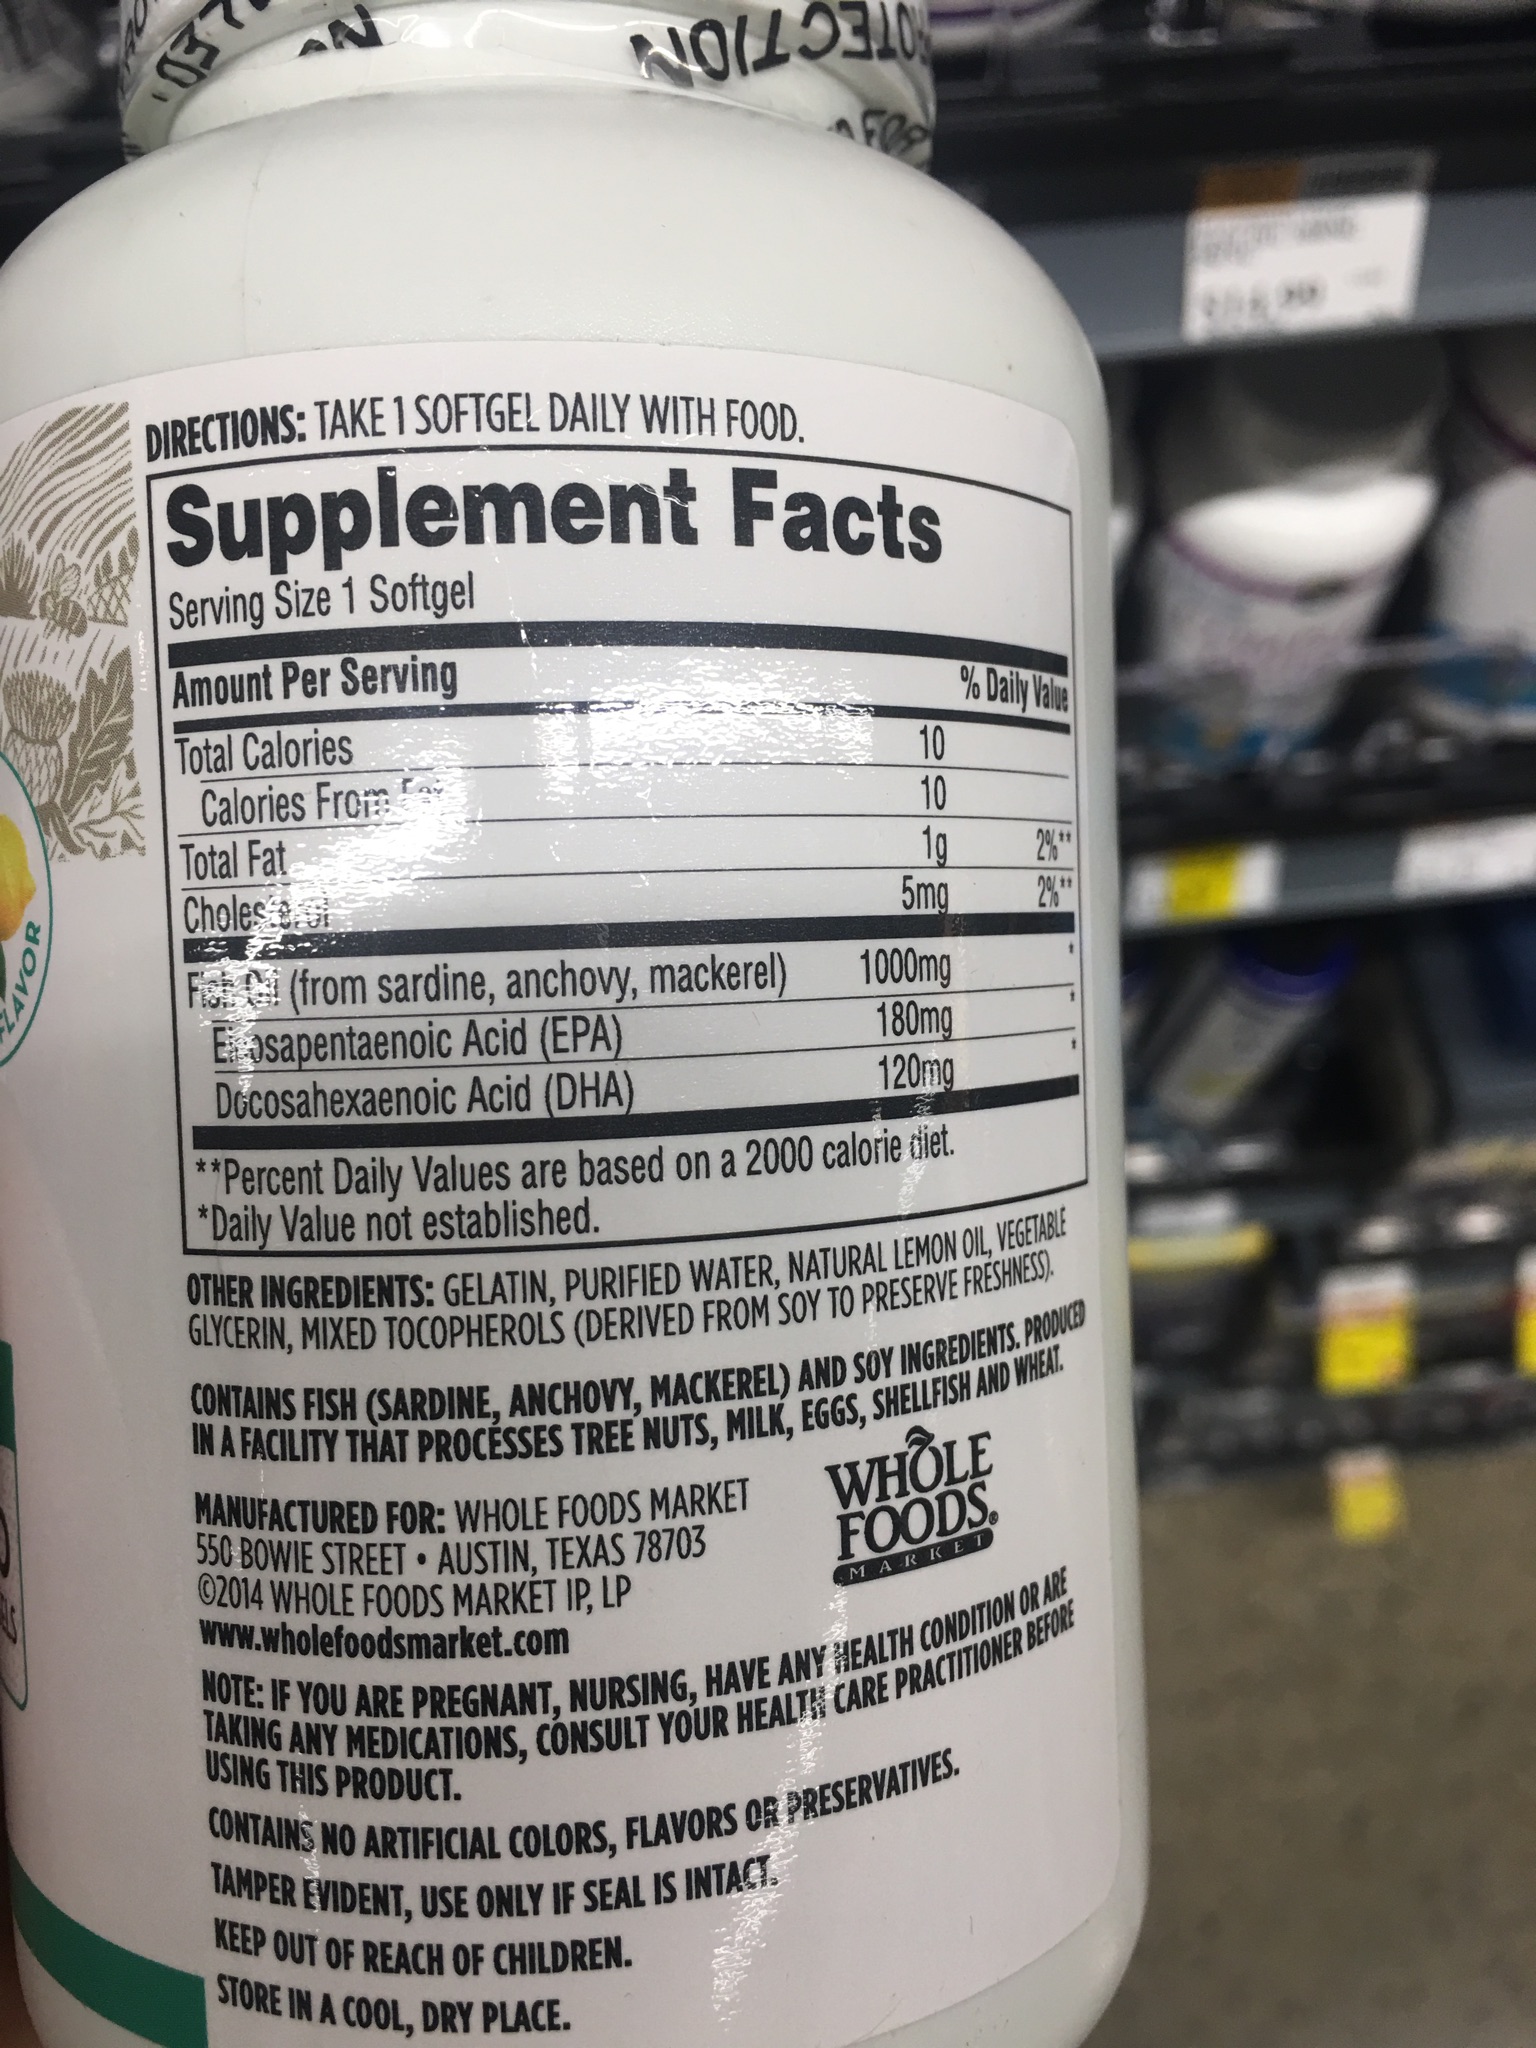 PROTECTION
DIRECTIONS: TAKE 1 SOFTGEL DAILY WITH FOOD.
Supplement Facts
Serving Size 1 Softgel
Amount Per Serving % Daily Value
Total Calories 10
Calories From Fat 10
Total Fat 1g 2%**
Cholesterol 5mg 2%**
Fish Oil (from sardine, anchovy, mackerel) 1000mg *
Eicosapentaenoic Acid (EPA) 180mg *
Docosahexaenoic Acid (DHA) 120mg *
**Percent Daily Values are based on a 2000 calorie diet.
*Daily Value not established.
OTHER INGREDIENTS: GELATIN, PURIFIED WATER, NATURAL LEMON OIL, VEGETABLE
GLYCERIN, MIXED TOCOPHEROLS (DERIVED FROM SOY TO PRESERVE FRESHNESS).
CONTAINS FISH (SARDINE, ANCHOVY, MACKEREL) AND SOY INGREDIENTS. PRODUCED
IN A FACILITY THAT PROCESSES TREE NUTS, MILK, EGGS, SHELLFISH AND WHEAT.
MANUFACTURED FOR: WHOLE FOODS MARKET
550 BOWIE STREET • AUSTIN, TEXAS 78703
©2014 WHOLE FOODS MARKET IP, LP
www.wholefoodsmarket.com
WHOLE
FOODS®
MARKET
NOTE: IF YOU ARE PREGNANT, NURSING, HAVE ANY HEALTH CONDITION OR ARE
TAKING ANY MEDICATIONS, CONSULT YOUR HEALTH CARE PRACTITIONER BEFORE
USING THIS PRODUCT.
CONTAINS NO ARTIFICIAL COLORS, FLAVORS OR PRESERVATIVES.
TAMPER EVIDENT, USE ONLY IF SEAL IS INTACT.
KEEP OUT OF REACH OF CHILDREN.
STORE IN A COOL, DRY PLACE.
FLAVOR